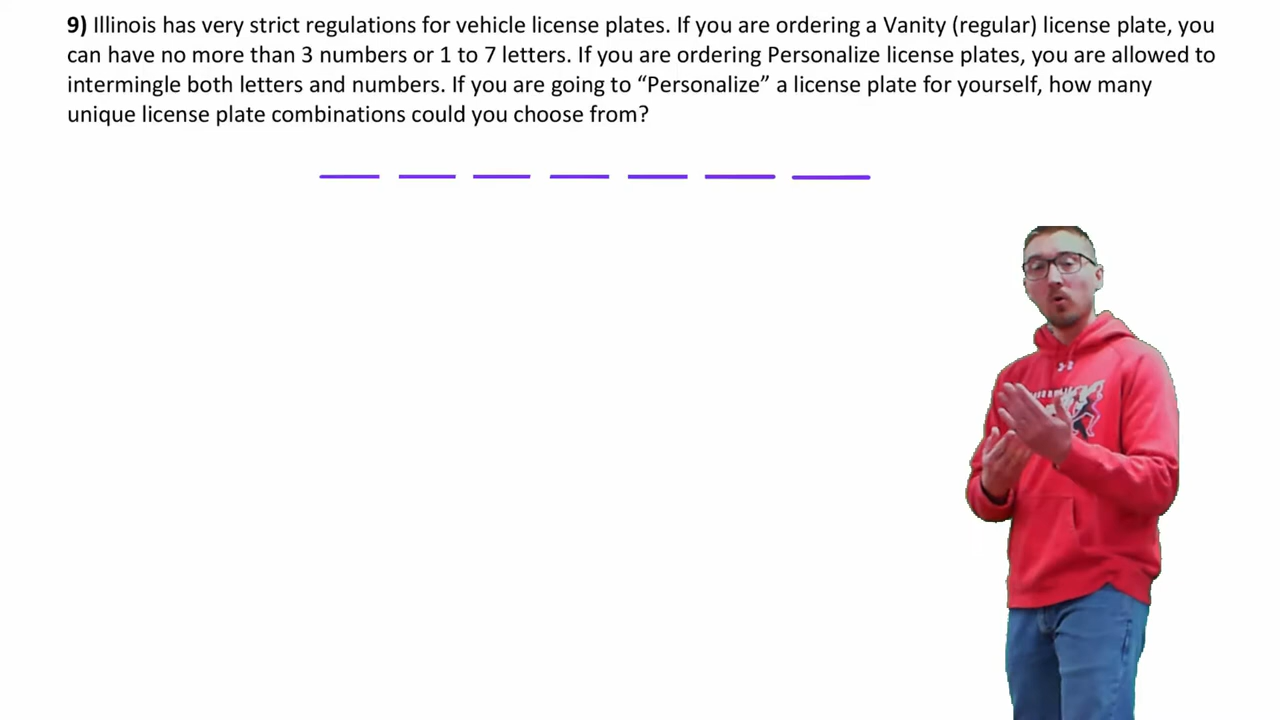 9) Illinois has very strict regulations for vehicle license plates. If you are ordering a Vanity (regular) license plate, you
can have no more than 3 numbers or 1 to 7 letters. If you are ordering Personalize license plates, you are allowed to
intermingle both letters and numbers. If you are going to “Personalize” a license plate for yourself, how many
unique license plate combinations could you choose from?